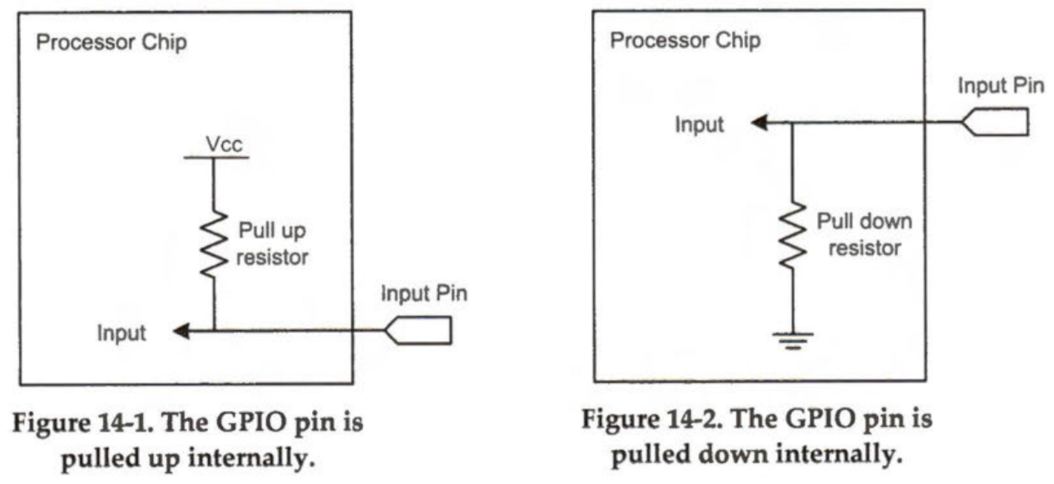 Processor Chip
Vcc
Pull up
resistor
Input Pin
Input
Figure 14-1. The GPIO pin is
pulled up internally.
Processor Chip
Input Pin
Input
Pull down
resistor
Figure 14-2. The GPIO pin is
pulled down internally.